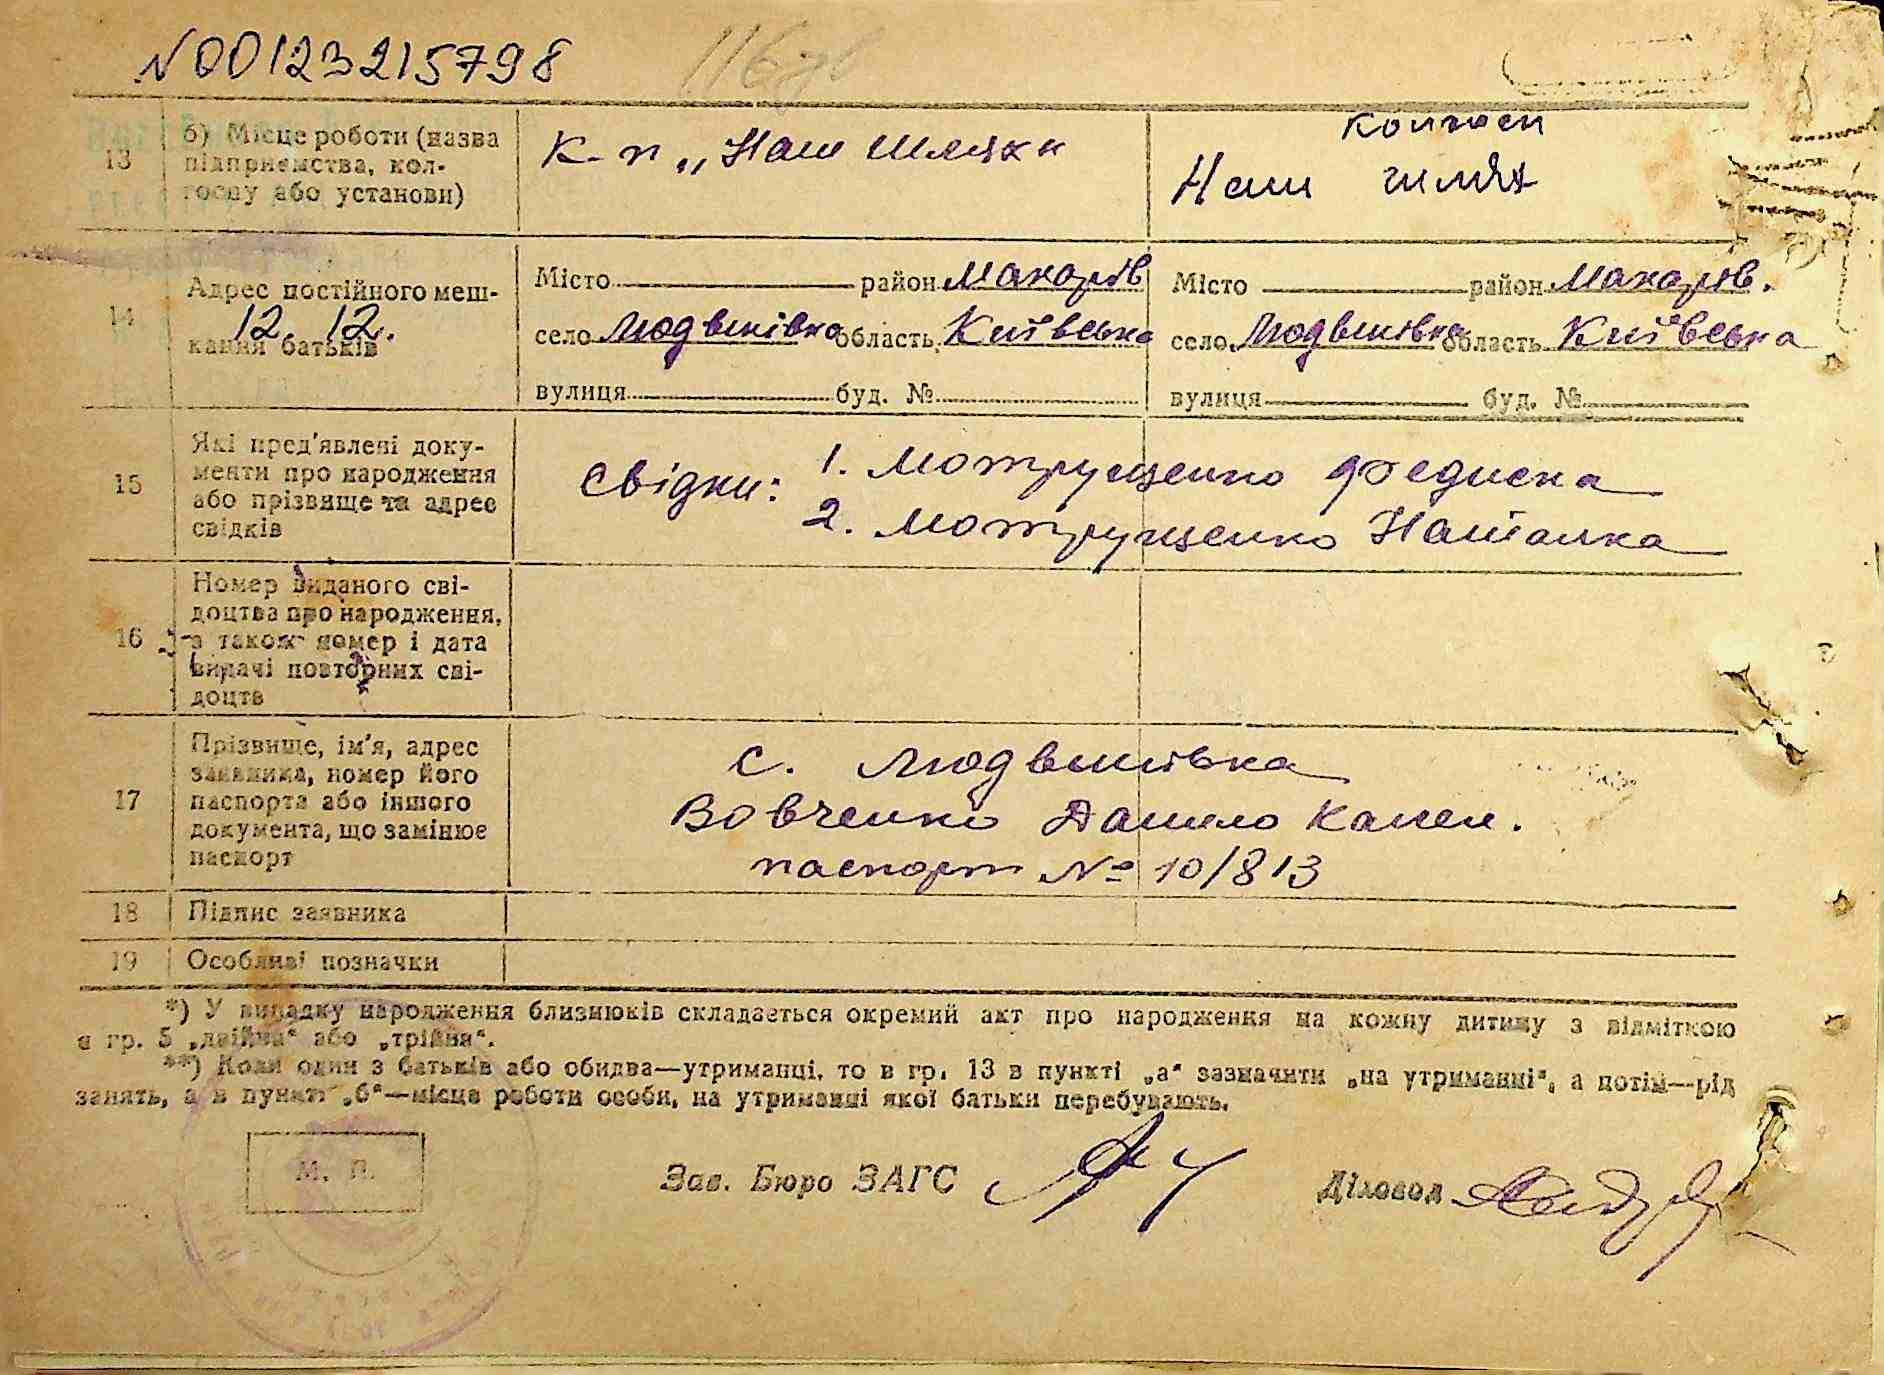 N00123215798
116 зв
13 б) Місце роботи (назва підприємства, колгоспу або установи) К-п „Наш шлях" Колгосп Наш шлях
14 Адрес постійного мешкання батьків 12. 12.
Місто район Макарів Місто район Макарів.
село Людвинівка область Київська село Людвинівка область Київська
вулиця буд. № вулиця буд. №
15 Які пред'явлені документи про народження або прізвище та адрес свідків
Свідки: 1. Мотрущенко Федиска
2. Мотрущенко Наталка
16 Номер виданого свідоцтва про народження, а також номер і дата видачі повторних свідоцтв
17 Прізвище, ім'я, адрес заявника, номер його паспорта або іншого документа, що замінює паспорт
с. Людвинівка
Вовченко Данило Камен.
паспорт № 10/813
18 Підпис заявника
19 Особливі позначки
*) У випадку народження близнюків складається окремий акт про народження на кожну дитину з відміткою
в гр. 5 „двійня" або „трійня".
**) Коли один з батьків або обидва—утриманці, то в гр. 13 в пункті „а" зазначити „на утриманні", а потім—рід
занять, а в пункті „б"—місце роботи особи, на утриманні якої батьки перебувають.
М. П.
Зав. Бюро ЗАГС Діловод